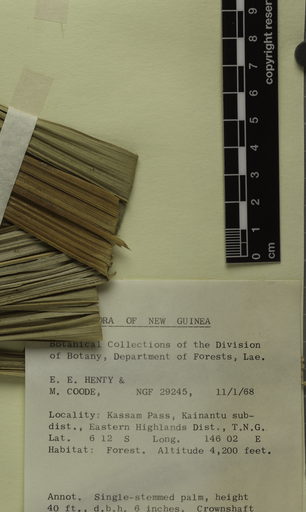 copyright reser
9
8
7
6
5
4
3
2
1
0
cm
ORA OF NEW GUINEA
Botanical Collections of the Division
of Botany, Department of Forests, Lae.
E. E. HENTY &
M. COODE, NGF 29245, 11/1/68
Locality: Kassam Pass, Kainantu sub-
dist., Eastern Highlands Dist., T.N.G.
Lat. 6 12 S Long. 146 02 E
Habitat: Forest. Altitude 4,200 feet.
Annot. Single-stemmed palm, height
40 ft., d.b.h. 6 inches. Crownshaft